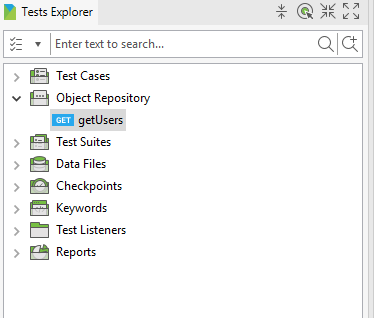 Tests Explorer
Enter text to search...
Test Cases
Object Repository
GET getUsers
Test Suites
Data Files
Checkpoints
Keywords
Test Listeners
Reports